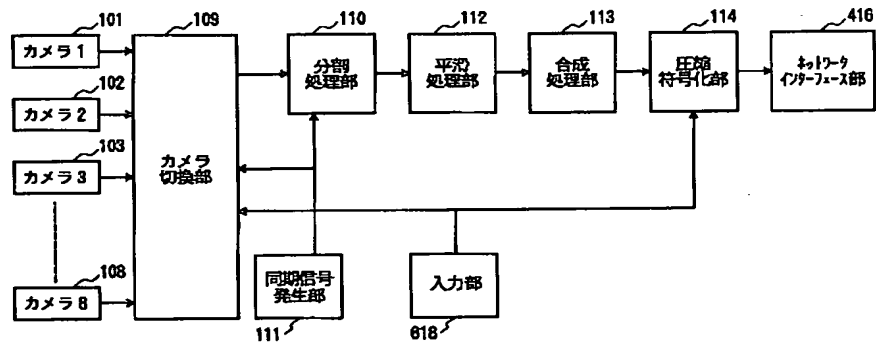 101
カメラ1
102
カメラ2
103
カメラ3
108
カメラ8
109
カメラ
切換部
110
分割
処理部
112
平滑
処理部
113
合成
処理部
114
圧縮
符号化部
416
ネットワーク
インターフェース部
同期信号
発生部
111
入力部
618